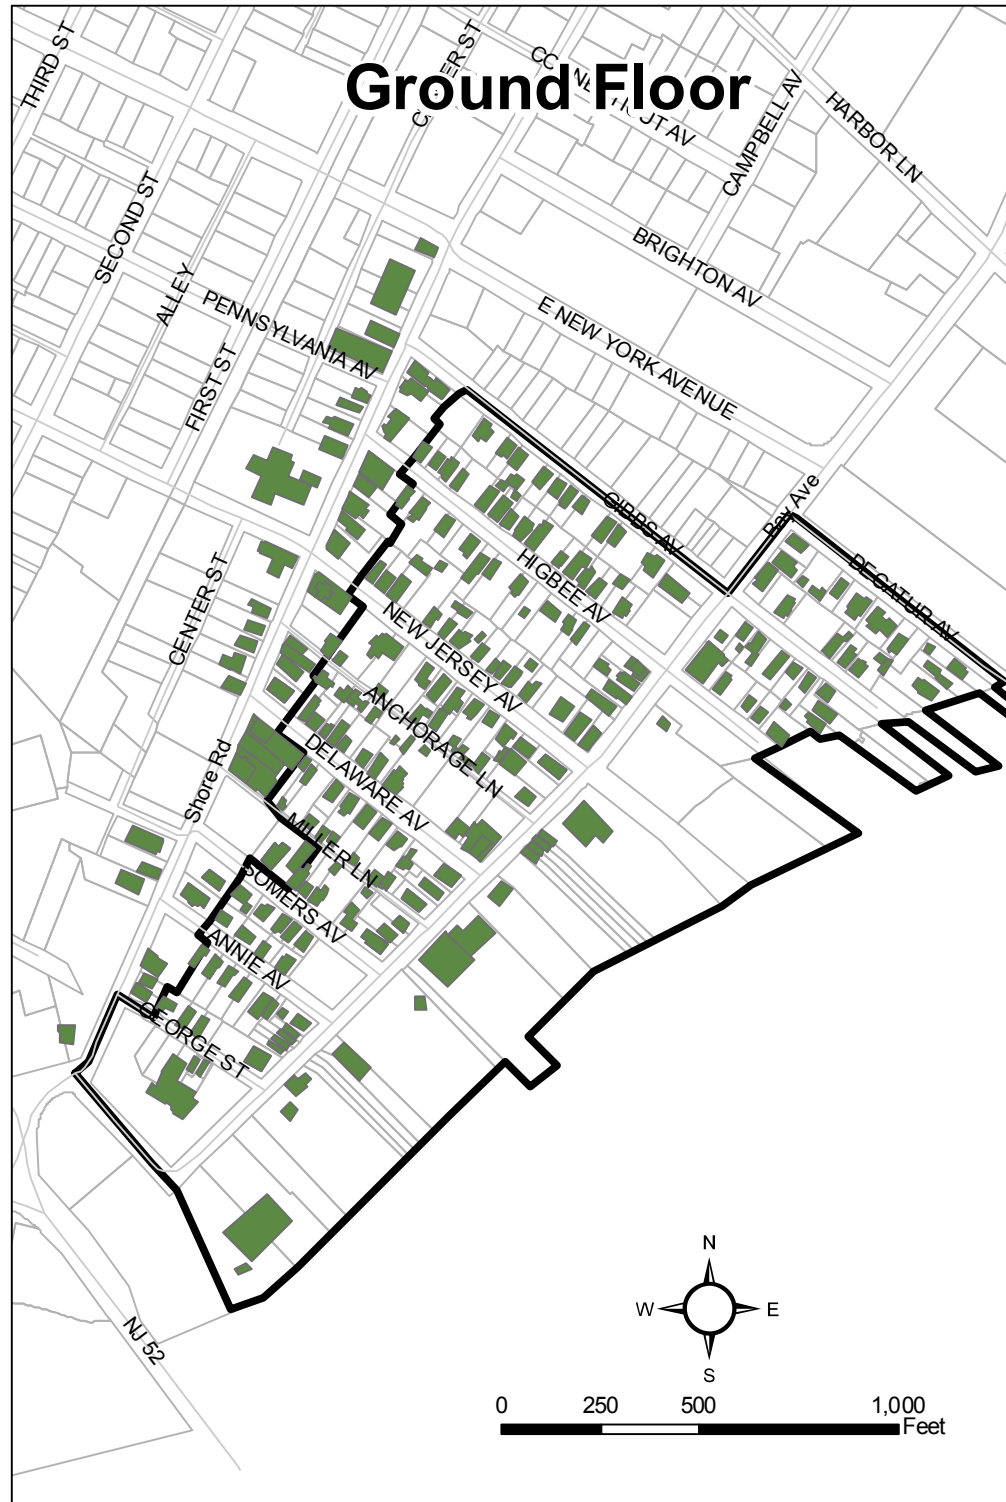 THIRD ST
Ground Floor
CAMPBELL AV
HARBOR LN
SECOND ST
BRIGHTON AV
ALLEY
PENNSYLVANIA AV
E NEW YORK AVENUE
FIRST ST
Bay Ave
GIBBS AV
HIGBEE AV
DECATUR AV
CENTER ST
NEW JERSEY AV
ANCHORAGE LN
DELAWARE AV
Shore Rd
MILLER LN
SOMERS AV
ANNIE AV
GEORGE ST
NJ 52
N
W E
S
0 250 500 1,000
Feet